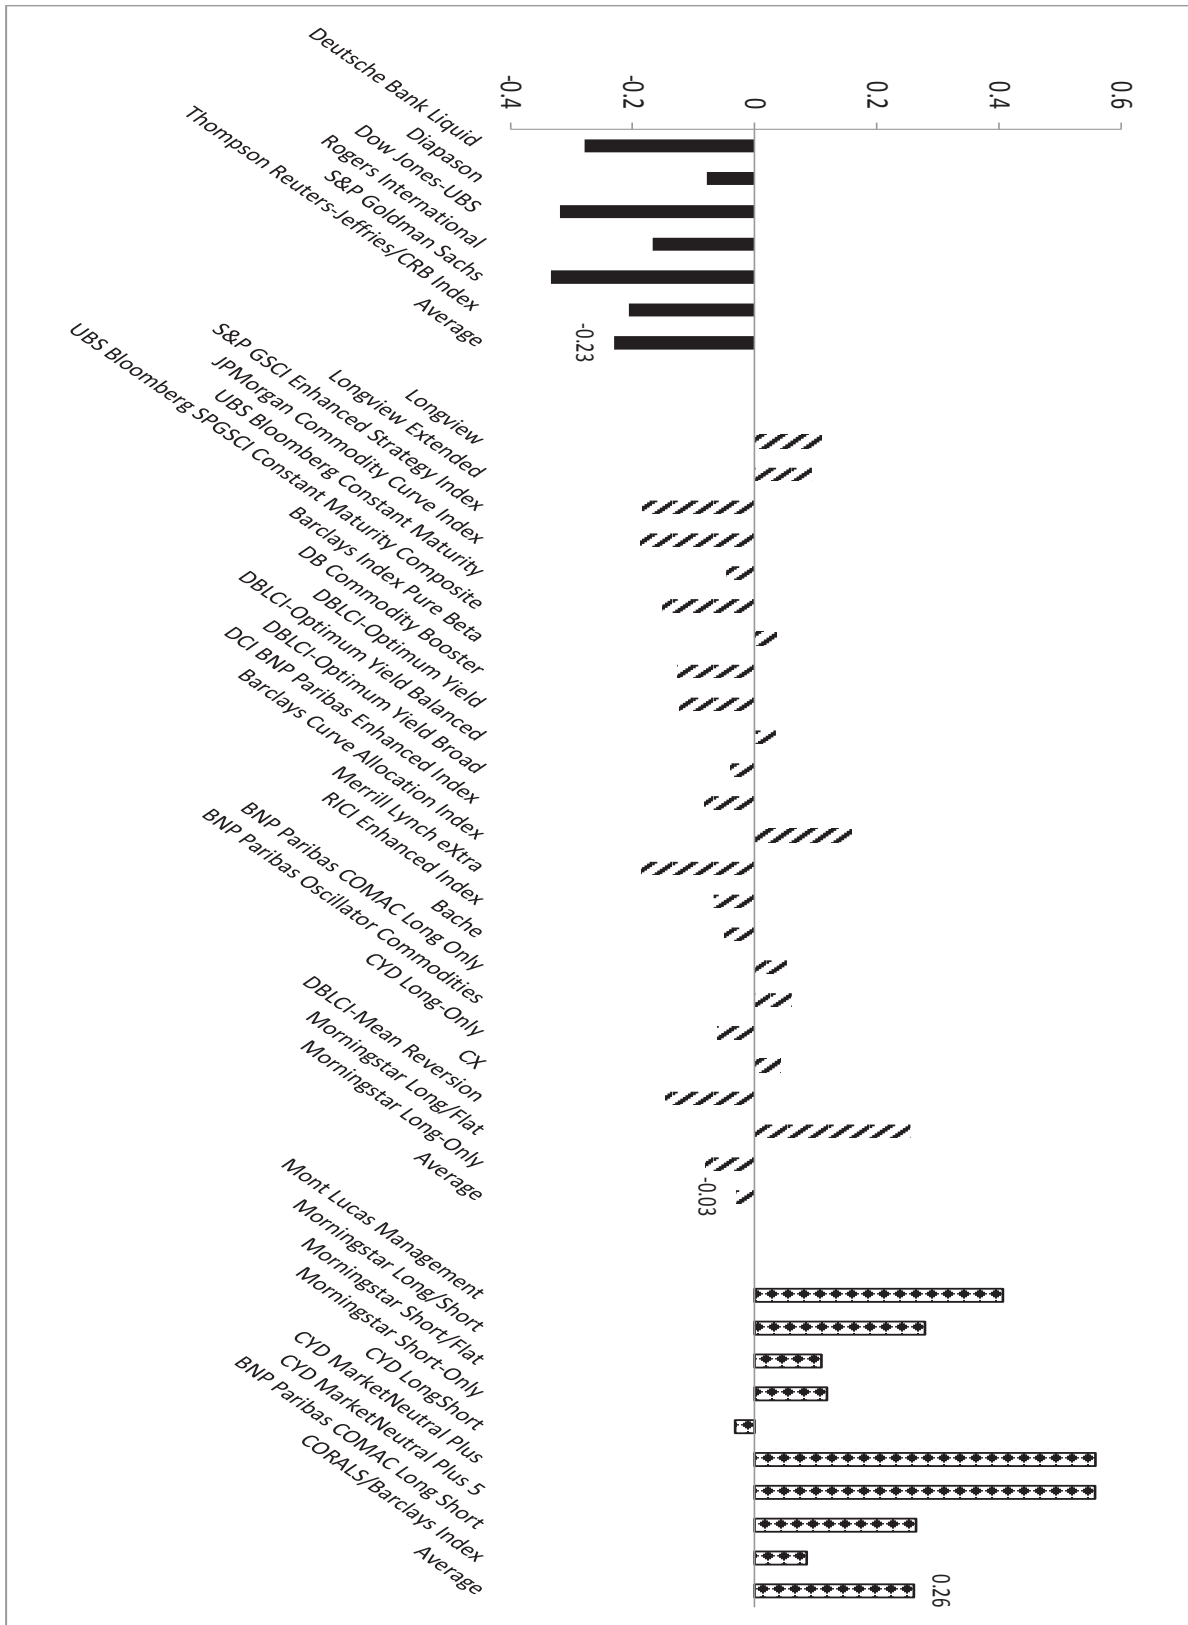 0.6
0.4
0.2
0
-0.2
-0.4
Deutsche Bank Liquid
Diapason
Dow Jones-UBS
Rogers International
S&P Goldman Sachs
Thompson Reuters-Jeffries/CRB Index
Average
-0.23
Longview
Longview Extended
S&P GSCI Enhanced Strategy Index
JPMorgan Commodity Curve Index
UBS Bloomberg Constant Maturity
UBS Bloomberg SPGSCI Constant Maturity Composite
Barclays Index Pure Beta
DB Commodity Booster
DBLCI-Optimum Yield
DBLCI-Optimum Yield Balanced
DBLCI-Optimum Yield Broad
DCI BNP Paribas Enhanced Index
Barclays Curve Allocation Index
Merrill Lynch eXtra
RICI Enhanced Index
Bache
BNP Paribas COMAC Long Only
BNP Paribas Oscillator Commodities
CYD Long-Only
CX
DBLCI-Mean Reversion
Morningstar Long/Flat
Morningstar Long-Only
Average
-0.03
Mont Lucas Management
Morningstar Long/Short
Morningstar Short/Flat
Morningstar Short-Only
CYD LongShort
CYD MarketNeutral Plus
CYD MarketNeutral Plus 5
BNP Paribas COMAC Long Short
CORALS/Barclays Index
Average
0.26